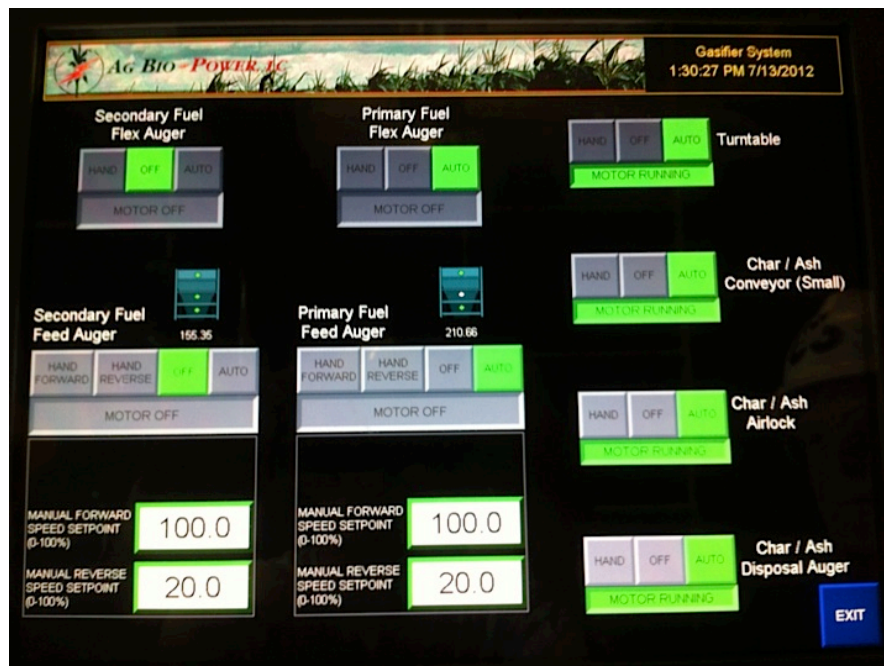 AG BIO-POWER, LC
Gasifier System
1:30:27 PM 7/13/2012
Secondary Fuel
Flex Auger
HAND OFF AUTO
MOTOR OFF
Primary Fuel
Flex Auger
HAND OFF AUTO
MOTOR OFF
HAND OFF AUTO
Turntable
MOTOR RUNNING
HAND OFF AUTO
Char / Ash
Conveyor (Small)
MOTOR RUNNING
Secondary Fuel
Feed Auger
155.35
HAND FORWARD
HAND REVERSE
OFF
AUTO
MOTOR OFF
Primary Fuel
Feed Auger
210.66
HAND FORWARD
HAND REVERSE
OFF
AUTO
MOTOR OFF
HAND OFF AUTO
Char / Ash
Airlock
MOTOR RUNNING
MANUAL FORWARD
SPEED SETPOINT
(0-100%)
100.0
MANUAL REVERSE
SPEED SETPOINT
(0-100%)
20.0
MANUAL FORWARD
SPEED SETPOINT
(0-100%)
100.0
MANUAL REVERSE
SPEED SETPOINT
(0-100%)
20.0
HAND OFF AUTO
Char / Ash
Disposal Auger
MOTOR RUNNING
EXIT